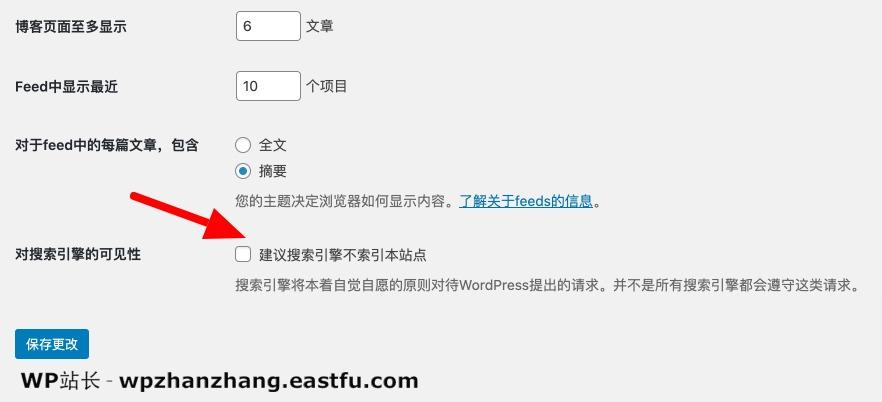 博客页面至多显示 6 文章
Feed中显示最近 10 个项目
对于feed中的每篇文章，包含 全文
摘要
您的主题决定浏览器如何显示内容。了解关于feeds的信息。
对搜索引擎的可见性 建议搜索引擎不索引本站点
搜索引擎将本着自觉自愿的原则对待WordPress提出的请求。并不是所有搜索引擎都会遵守这类请求。
保存更改
WP站长 - wpzhanzhang.eastfu.com